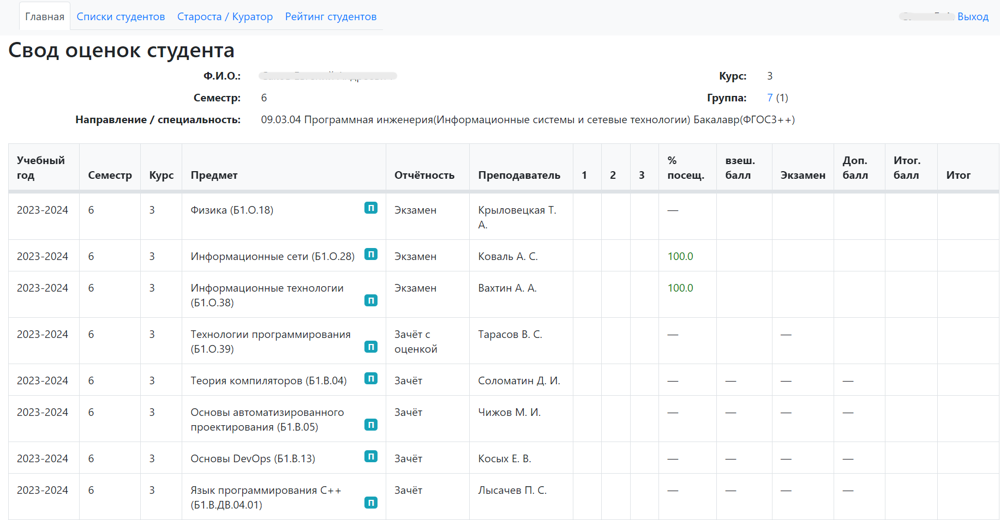 Главная Списки студентов Староста / Куратор Рейтинг студентов Выход
Свод оценок студента
Ф.И.О.: Курс: 3
Семестр: 6 Группа: 7 (1)
Направление / специальность: 09.03.04 Программная инженерия(Информационные системы и сетевые технологии) Бакалавр(ФГОС3++)
Учебный год Семестр Курс Предмет Отчётность Преподаватель 1 2 3 % посещ. взеш. балл Экзамен Доп. балл Итог. балл Итог
2023-2024 6 3 Физика (Б1.О.18) П Экзамен Крыловецкая Т. А. —
2023-2024 6 3 Информационные сети (Б1.О.28) П Экзамен Коваль А. С. 100.0
2023-2024 6 3 Информационные технологии (Б1.О.38) П Экзамен Вахтин А. А. 100.0
2023-2024 6 3 Технологии программирования (Б1.О.39) П Зачёт с оценкой Тарасов В. С. — —
2023-2024 6 3 Теория компиляторов (Б1.В.04) П Зачёт Соломатин Д. И. — — — —
2023-2024 6 3 Основы автоматизированного проектирования (Б1.В.05) П Зачёт Чижов М. И. — — — —
2023-2024 6 3 Основы DevOps (Б1.В.13) П Зачёт Косых Е. В. — — — —
2023-2024 6 3 Язык программирования C++ (Б1.В.ДВ.04.01) П Зачёт Лысачев П. С. — — — —